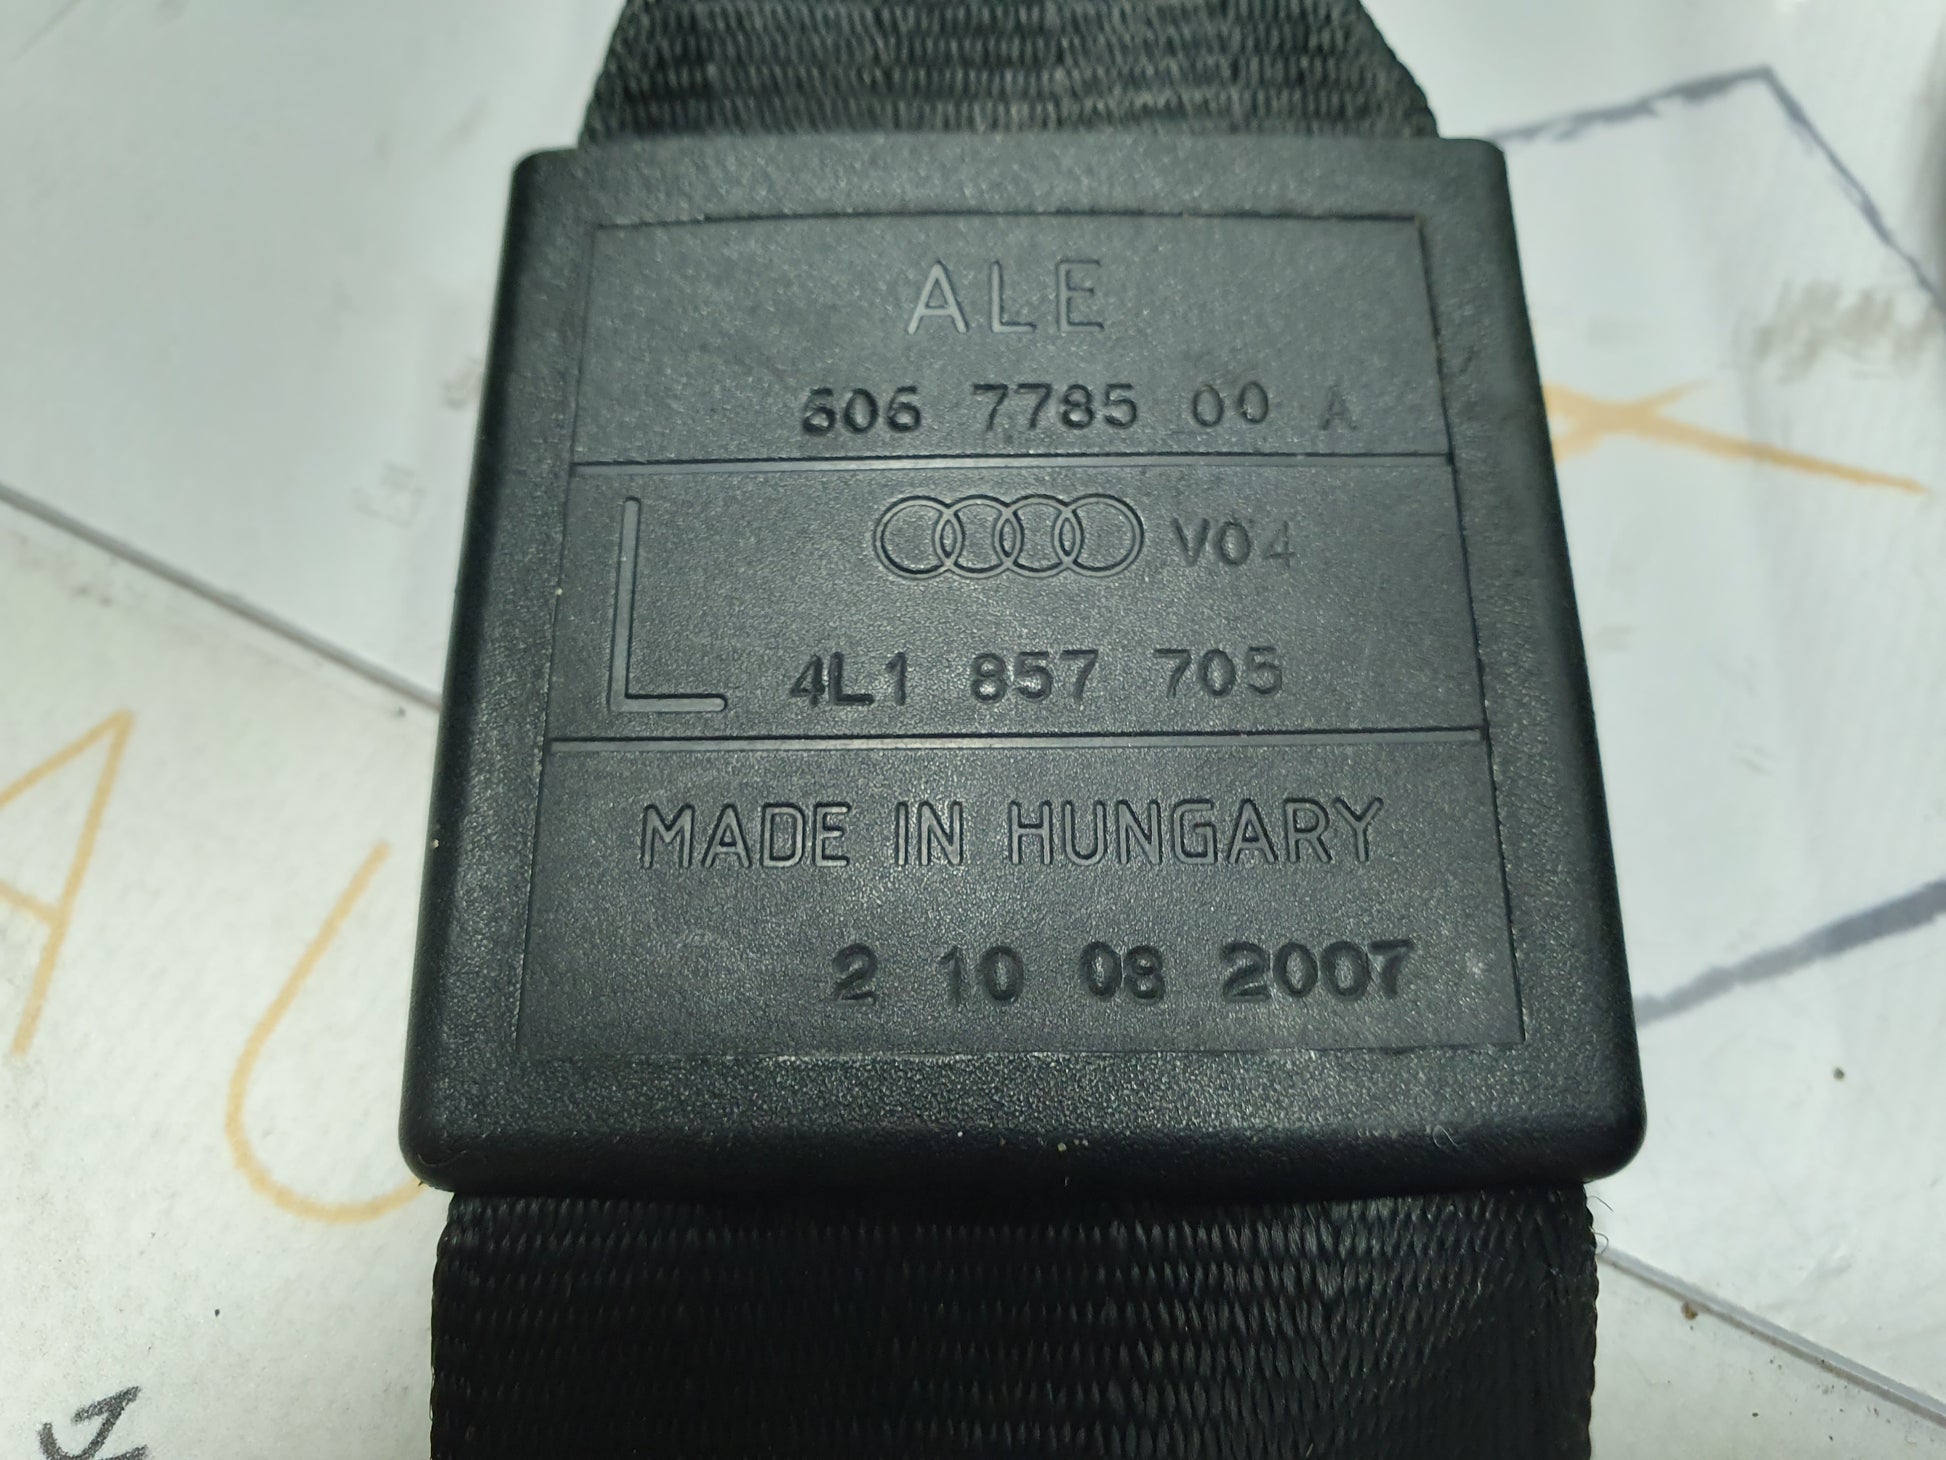 ALE
606 7785 00 A
V04
L
4L1 857 705
MADE IN HUNGARY
2 10 08 2007
A
U